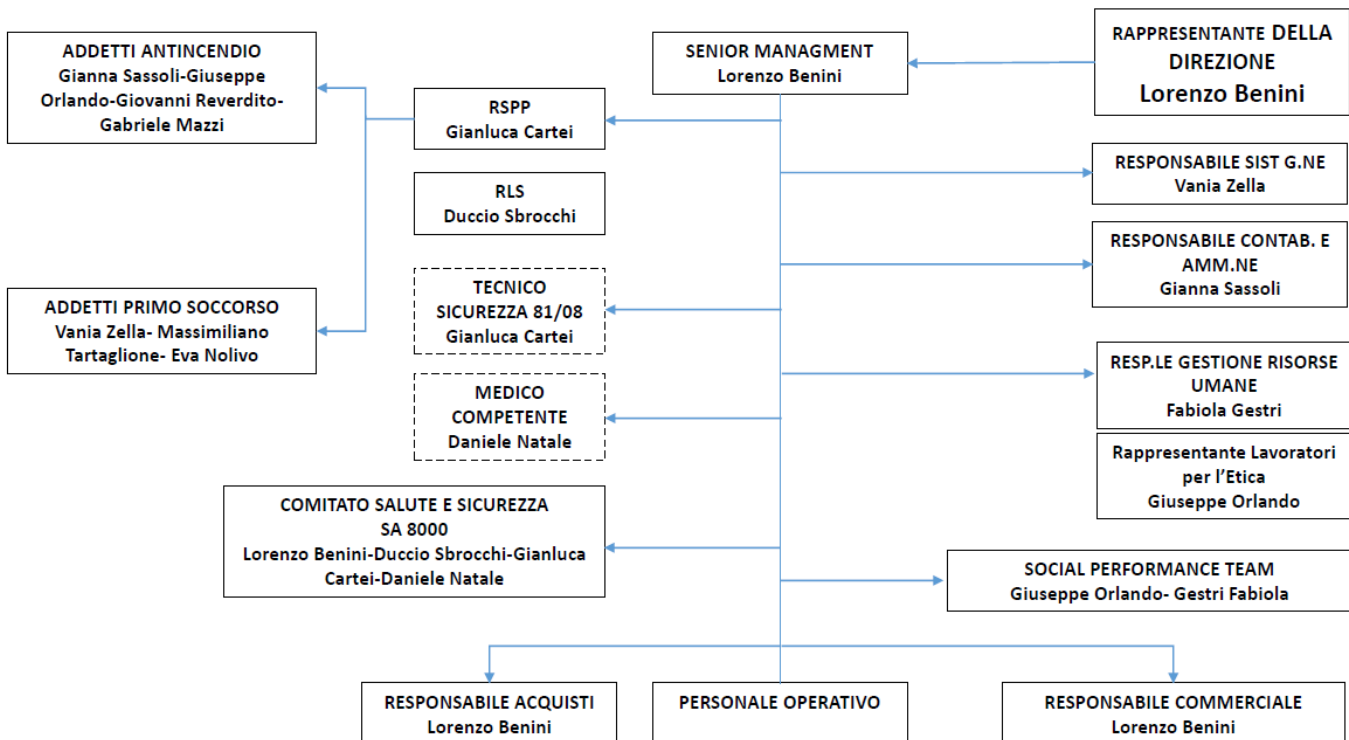 ADDETTI ANTINCENDIO
Gianna Sassoli-Giuseppe
Orlando-Giovanni Reverdito-
Gabriele Mazzi
SENIOR MANAGMENT
Lorenzo Benini
RAPPRESENTANTE DELLA
DIREZIONE
Lorenzo Benini
RSPP
Gianluca Cartei
RESPONSABILE SIST G.NE
Vania Zella
RLS
Duccio Sbrocchi
RESPONSABILE CONTAB. E
AMM.NE
Gianna Sassoli
TECNICO
SICUREZZA 81/08
Gianluca Cartei
ADDETTI PRIMO SOCCORSO
Vania Zella- Massimiliano
Tartaglione- Eva Nolivo
RESP.LE GESTIONE RISORSE
UMANE
Fabiola Gestri
MEDICO
COMPETENTE
Daniele Natale
Rappresentante Lavoratori
per l’Etica
Giuseppe Orlando
COMITATO SALUTE E SICUREZZA
SA 8000
Lorenzo Benini-Duccio Sbrocchi-Gianluca
Cartei-Daniele Natale
SOCIAL PERFORMANCE TEAM
Giuseppe Orlando- Gestri Fabiola
RESPONSABILE ACQUISTI
Lorenzo Benini
PERSONALE OPERATIVO
RESPONSABILE COMMERCIALE
Lorenzo Benini